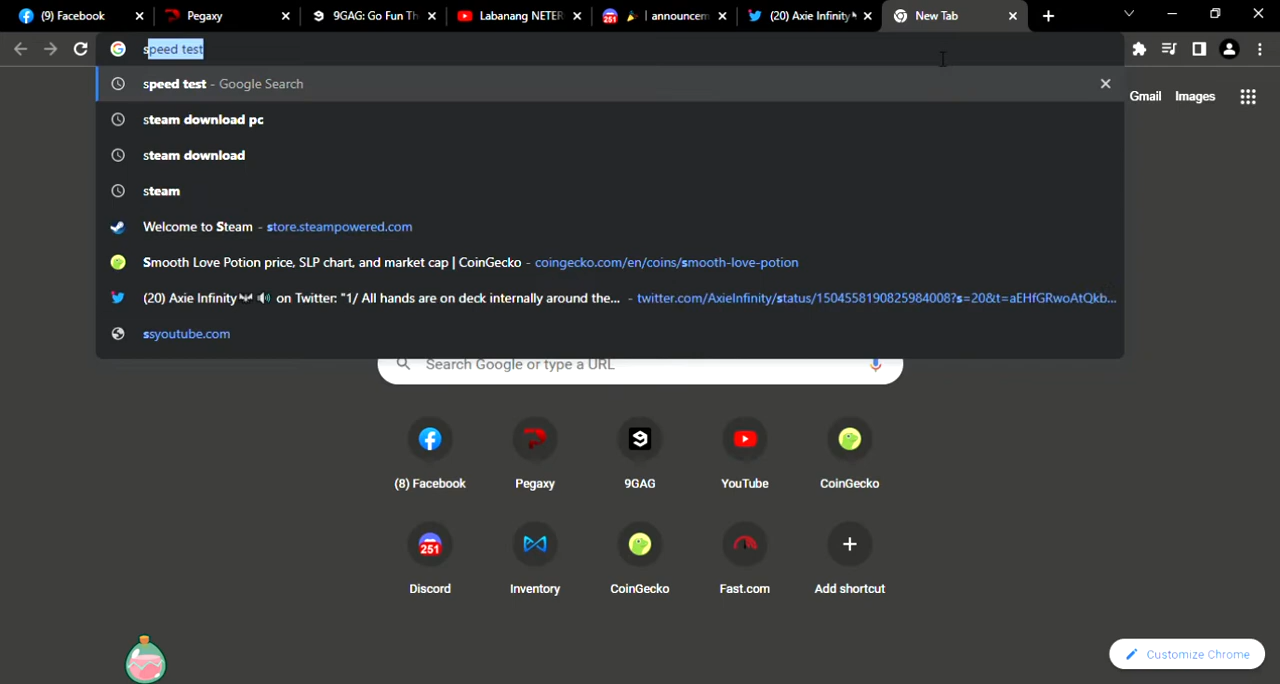 (9) Facebook
Pegaxy
9GAG: Go Fun Th
Labanang NETER
| announcem
(20) Axie Infinity
New Tab
speed test
speed test - Google Search
steam download pc
steam download
steam
Welcome to Steam - store.steampowered.com
Smooth Love Potion price, SLP chart, and market cap | CoinGecko - coingecko.com/en/coins/smooth-love-potion
(20) Axie Infinity on Twitter: "1/ All hands are on deck internally around the... - twitter.com/AxieInfinity/status/1504558190825984008?s=20&t=aEHfGRwoAtQkb...
ssyoutube.com
Gmail
Images
Search Google or type a URL
(8) Facebook
Pegaxy
9GAG
YouTube
CoinGecko
251
Discord
Inventory
CoinGecko
Fast.com
Add shortcut
Customize Chrome